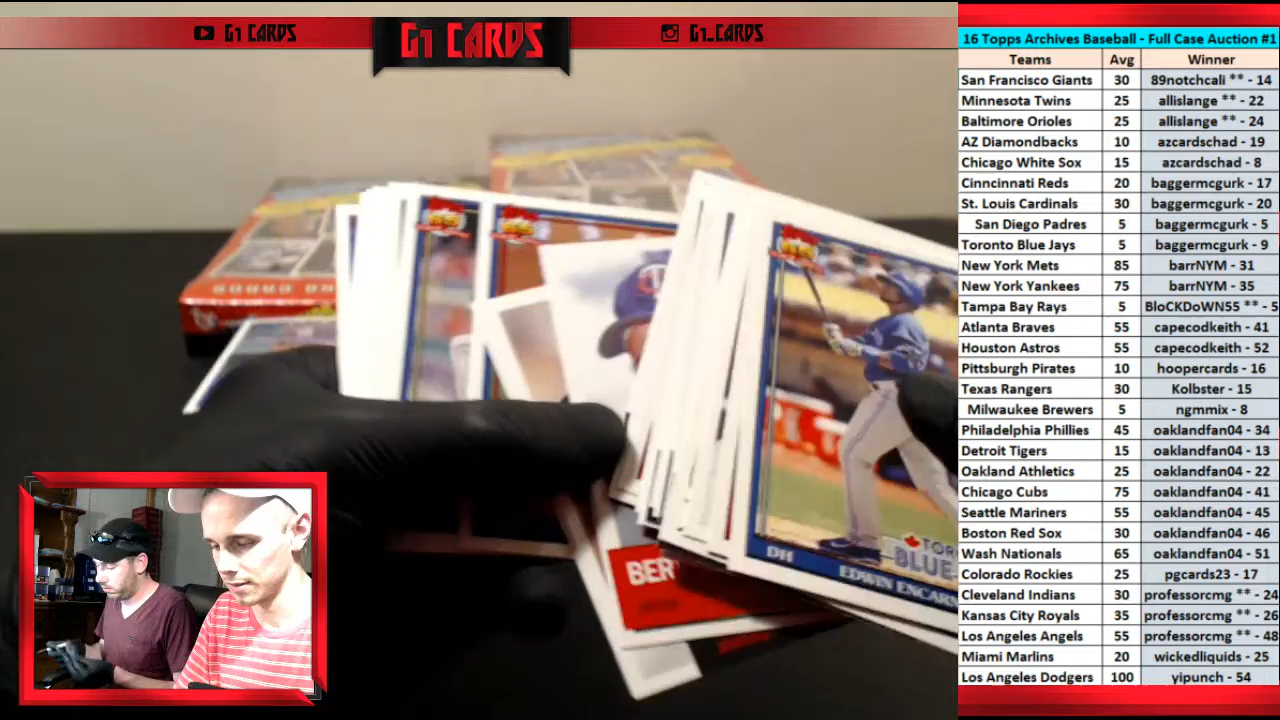 G1 CARDS
G1 CARDS
G1_CARDS
16 Topps Archives Baseball - Full Case Auction #1
Teams Avg Winner
San Francisco Giants 30 89notchcali ** - 14
Minnesota Twins 25 allislange ** - 22
Baltimore Orioles 25 allislange ** - 24
AZ Diamondbacks 10 azcardschad - 19
Chicago White Sox 15 azcardschad - 8
Cinncinnati Reds 20 baggermcgurk - 17
St. Louis Cardinals 30 baggermcgurk - 20
San Diego Padres 5 baggermcgurk - 5
Toronto Blue Jays 5 baggermcgurk - 9
New York Mets 85 barrNYM - 31
New York Yankees 75 barrNYM - 35
Tampa Bay Rays 5 BloCKDoWN55 ** - 5
Atlanta Braves 55 capecodkeith - 41
Houston Astros 55 capecodkeith - 52
Pittsburgh Pirates 10 hoopercards - 16
Texas Rangers 30 Kolbster - 15
Milwaukee Brewers 5 ngmmix - 8
Philadelphia Phillies 45 oaklandfan04 - 34
Detroit Tigers 15 oaklandfan04 - 13
Oakland Athletics 25 oaklandfan04 - 22
Chicago Cubs 75 oaklandfan04 - 41
Seattle Mariners 55 oaklandfan04 - 45
Boston Red Sox 30 oaklandfan04 - 46
Wash Nationals 65 oaklandfan04 - 51
Colorado Rockies 25 pgcards23 - 17
Cleveland Indians 30 professorcmg ** - 24
Kansas City Royals 35 professorcmg ** - 26
Los Angeles Angels 55 professorcmg ** - 48
Miami Marlins 20 wickedliquids - 25
Los Angeles Dodgers 100 yipunch - 54
BER
TOR
BLUE
DH
EDWIN ENCAR